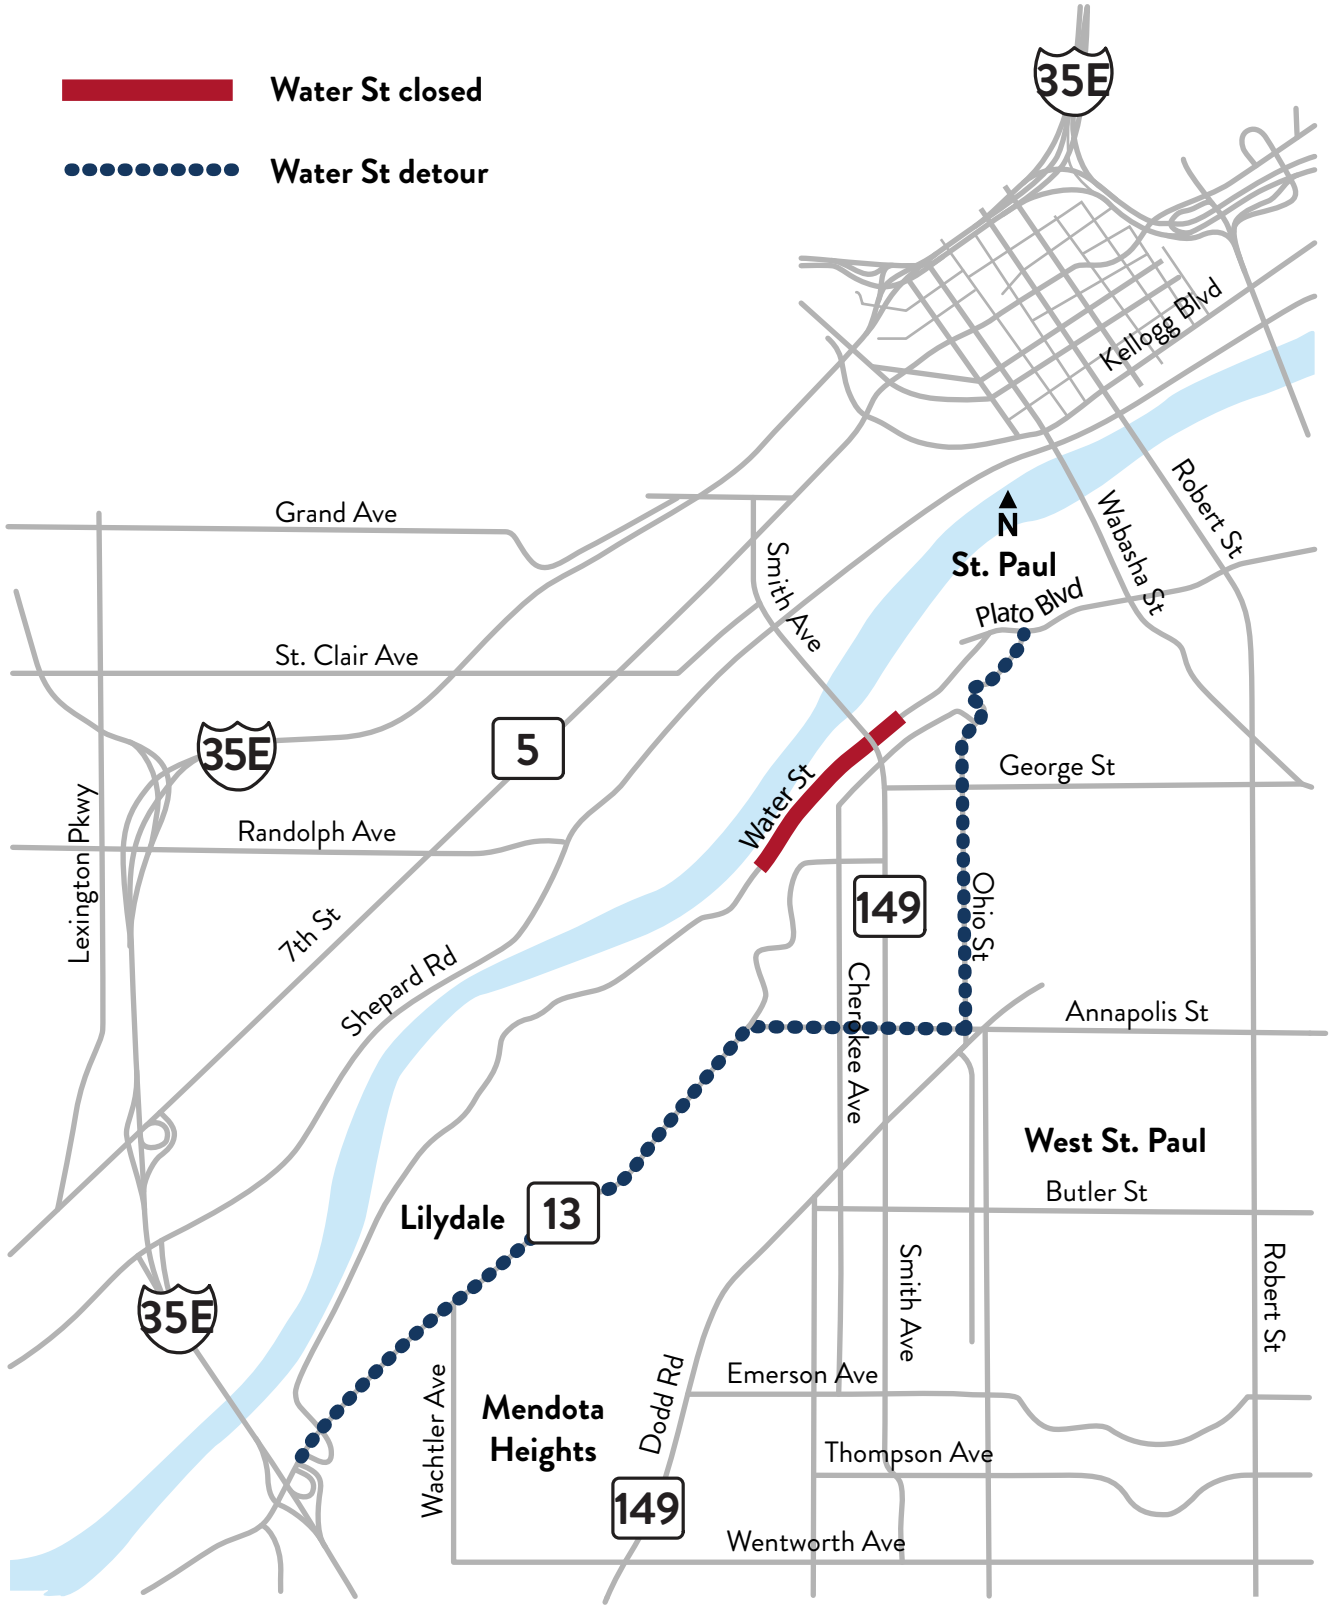 35E
Water St closed
Water St detour
Kellogg Blvd
Grand Ave
Robert St
Wabasha St
N
St. Paul
Smith Ave
Plato Blvd
St. Clair Ave
35E
5
George St
Water St
Lexington Pkwy
Randolph Ave
149
Ohio St
7th St
Shepard Rd
Cherokee Ave
Annapolis St
West St. Paul
Butler St
Lilydale
13
35E
Smith Ave
Robert St
Dodd Rd
Emerson Ave
Wachtler Ave
Mendota
Heights
Thompson Ave
149
Wentworth Ave